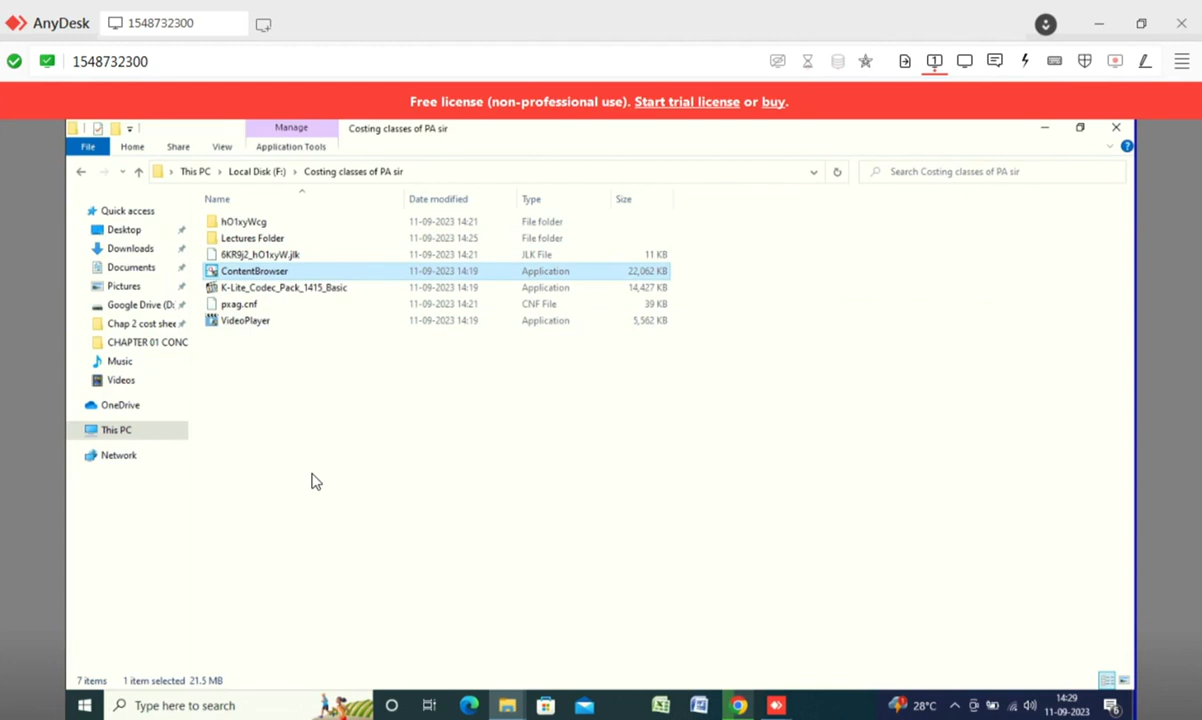 AnyDesk 1548732300
1548732300
Free license (non-professional use). Start trial license or buy.
Manage Costing classes of PA sir
File Home Share View Application Tools
This PC › Local Disk (F:) › Costing classes of PA sir Search Costing classes of PA sir
Name Date modified Type Size
Quick access
Desktop
Downloads
Documents
Pictures
Google Drive (D:
Chap 2 cost shee
CHAPTER 01 CONC
Music
Videos
OneDrive
This PC
Network
hO1xyWcg 11-09-2023 14:21 File folder
Lectures Folder 11-09-2023 14:25 File folder
6KR9j2_hO1xyW.jlk 11-09-2023 14:21 JLK File 11 KB
ContentBrowser 11-09-2023 14:19 Application 22,062 KB
K-Lite_Codec_Pack_1415_Basic 11-09-2023 14:19 Application 14,427 KB
pxag.cnf 11-09-2023 14:21 CNF File 39 KB
VideoPlayer 11-09-2023 14:19 Application 5,562 KB
7 items 1 item selected 21.5 MB
Type here to search 28°C 14:29
11-09-2023